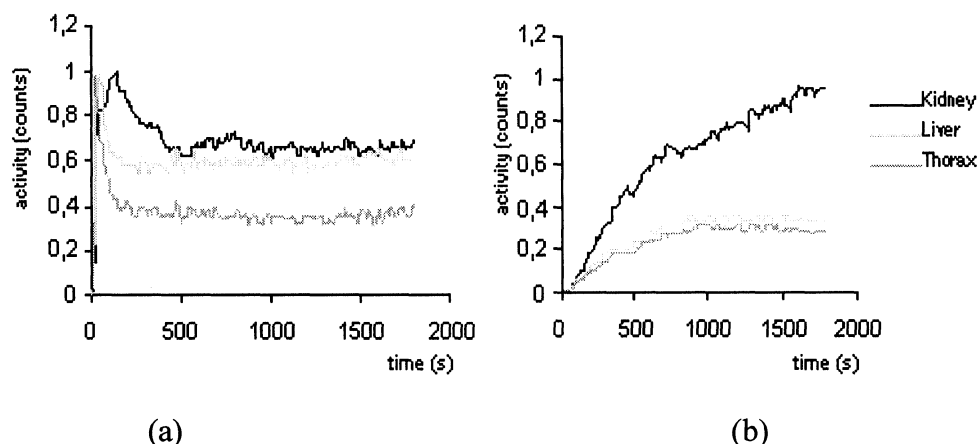 1,2
1
0,8
0,6
0,4
0,2
0
activity (counts)
0 500 1000 1500 2000
time (s)
(a)
1,2
1
0,8
0,6
0,4
0,2
0
activity (counts)
0 500 1000 1500 2000
time (s)
(b)
Kidney
Liver
Thorax